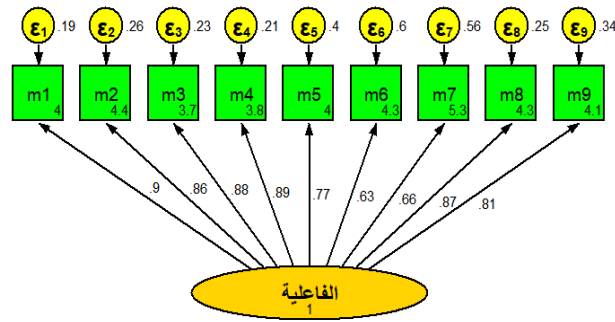 ε1 .19 ε2 .26 ε3 .23 ε4 .21 ε5 .4 ε6 .6 ε7 .56 ε8 .25 ε9 .34
m1 m2 m3 m4 m5 m6 m7 m8 m9
4 4.4 3.7 3.8 4 4.3 5.3 4.3 4.1
.9 .86 .88 .89 .77 .63 .66 .87 .81
الفاعلية
1